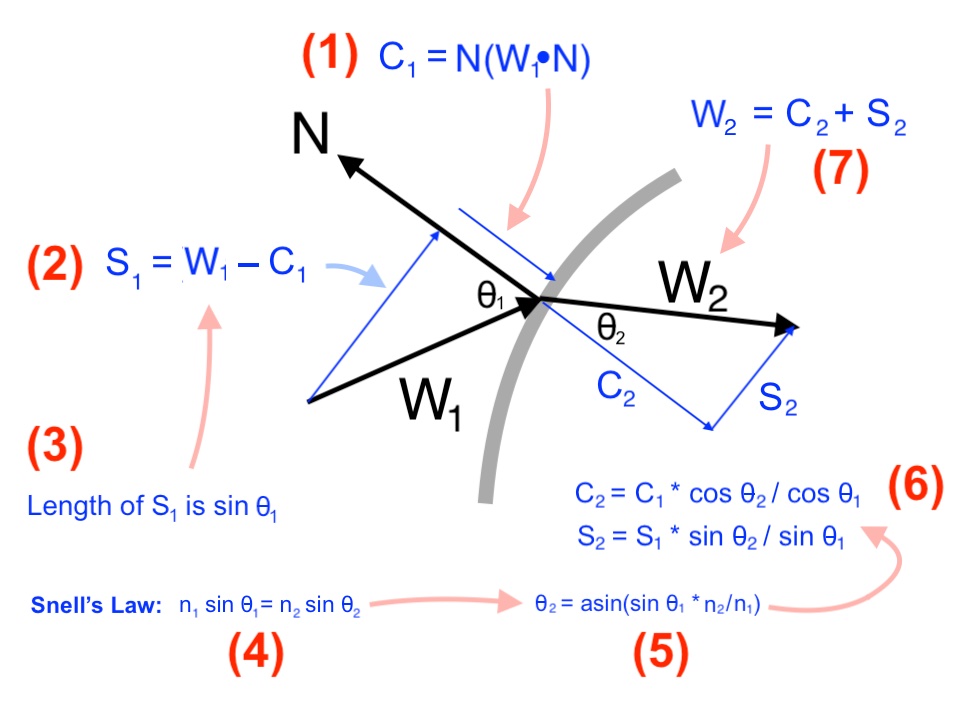 (1) C₁ = N(W₁•N)
N
W₂ = C₂ + S₂
(7)
(2) S₁ = W₁ – C₁
θ₁
W₂
θ₂
W₁
C₂
S₂
(3)
Length of S₁ is sin θ₁
C₂ = C₁ * cos θ₂ / cos θ₁ (6)
S₂ = S₁ * sin θ₂ / sin θ₁
Snell’s Law: n₁ sin θ₁= n₂ sin θ₂
θ₂ = asin(sin θ₁ * n₂/n₁)
(4)
(5)